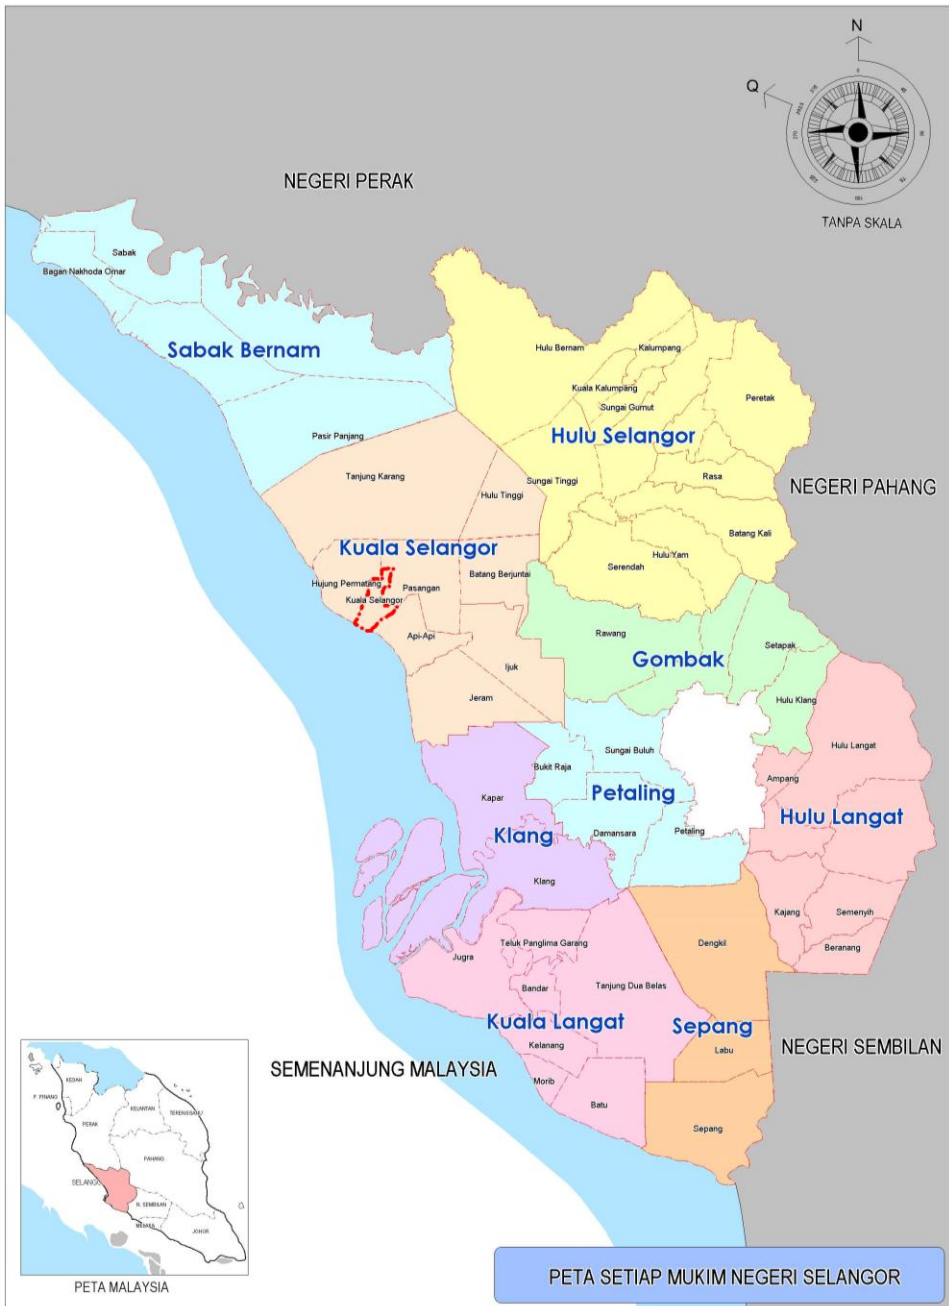 N
Q
TANPA SKALA
NEGERI PERAK
Sabak
Bagan Nakhoda Omar
Sabak Bernam
Hulu Bernam
Kalumpang
Kuala Kalumpang
Peretak
Sungai Gumut
Pasir Panjang
Hulu Selangor
Tanjung Karang
Sungai Tinggi
Rasa
NEGERI PAHANG
Hulu Tinggi
Batang Kali
Kuala Selangor
Hulu Yam
Serendah
Hujung Permatang
Pasangan
Batang Berjuntai
Kuala Selangor
Api-Api
Rawang
Setapak
Gombak
Ijuk
Jeram
Hulu Klang
Hulu Langat
Sungai Buluh
Bukit Raja
Ampang
Kapar
Petaling
Hulu Langat
Klang
Damansara
Petaling
Klang
Kajang
Semenyih
Teluk Panglima Garang
Dengkil
Beranang
Jugra
Bandar
Tanjung Dua Belas
Kuala Langat
Sepang
Kelanang
Labu
NEGERI SEMBILAN
SEMENANJUNG MALAYSIA
Morib
Batu
Sepang
KEDAH
P. PINANG
KELANTAN
TERENGGANU
PERAK
PAHANG
SELANGO
N. SEMBILAN
MELAKA
JOHOR
PETA MALAYSIA
PETA SETIAP MUKIM NEGERI SELANGOR